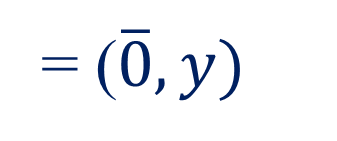 = (0̅, y)